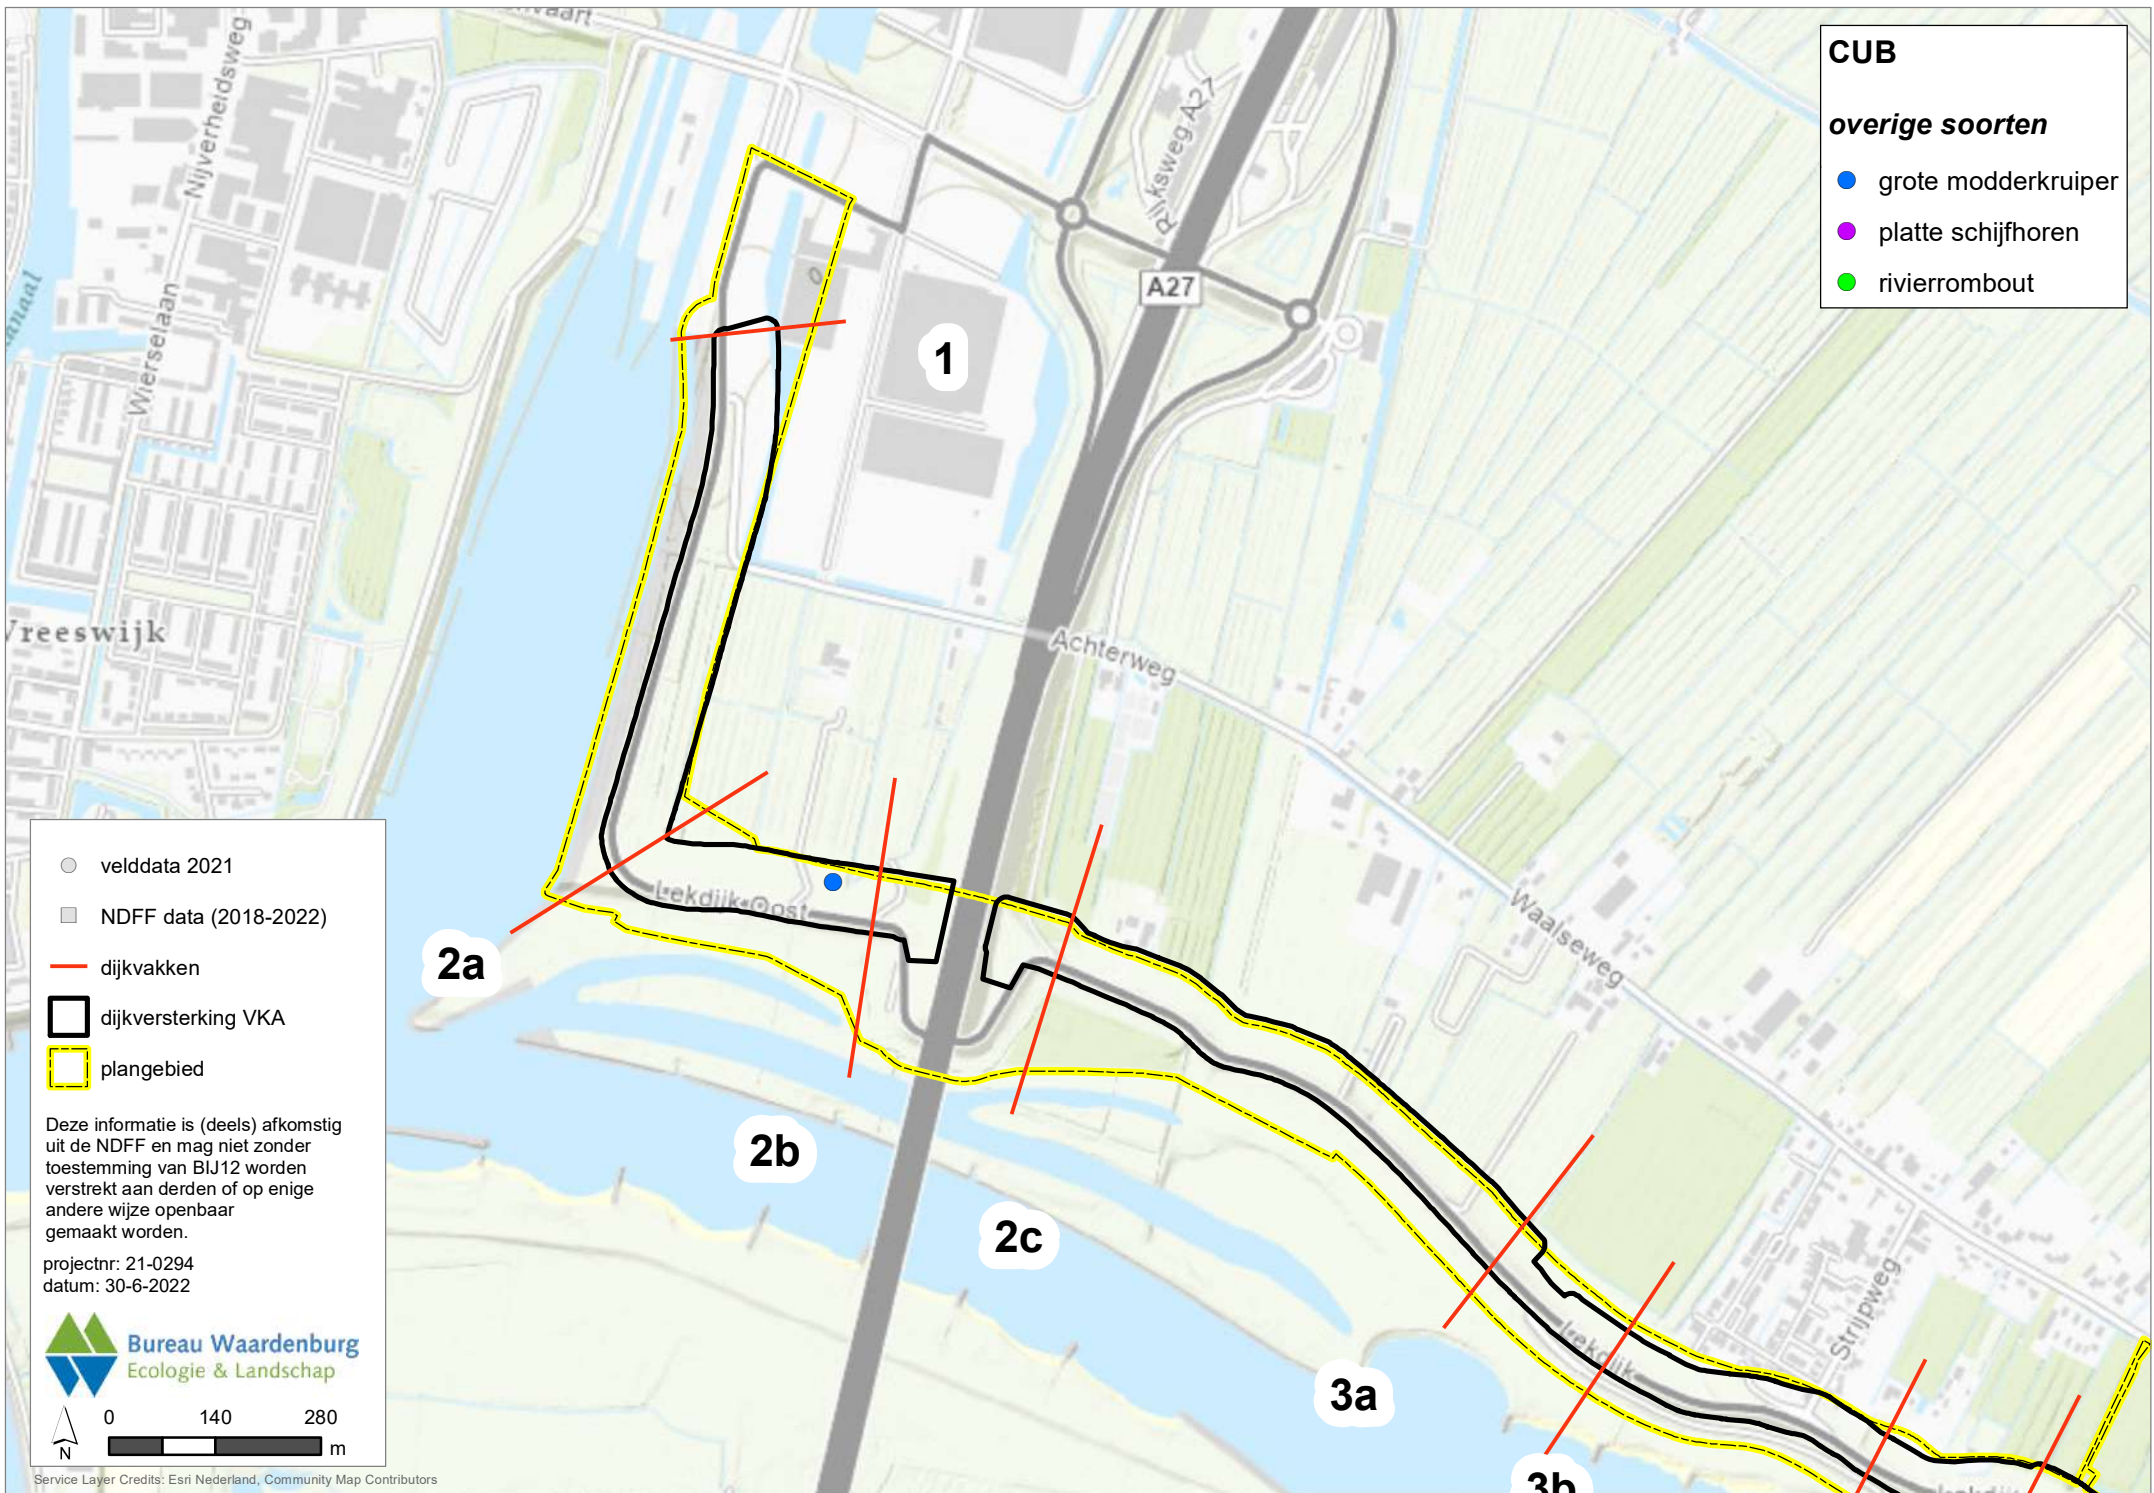 nvaart
Nijverheidsweg
Wierselaan
anaal
Vreeswijk
Rijksweg A27
A27
1
Achterweg
Waalseweg
Strijpweg
Lekdijk-Oost
Lekdijk
2a
2b
2c
3a
3b
CUB
overige soorten
grote modderkruiper
platte schijfhoren
rivierrombout
velddata 2021
NDFF data (2018-2022)
dijkvakken
dijkversterking VKA
plangebied
Deze informatie is (deels) afkomstig
uit de NDFF en mag niet zonder
toestemming van BIJ12 worden
verstrekt aan derden of op enige
andere wijze openbaar
gemaakt worden.
projectnr: 21-0294
datum: 30-6-2022
Bureau Waardenburg
Ecologie & Landschap
N
0 140 280
m
Service Layer Credits: Esri Nederland, Community Map Contributors